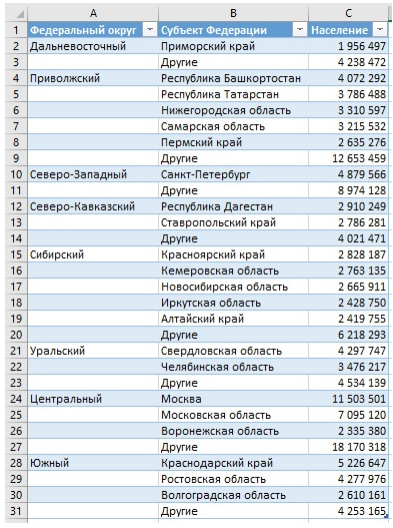 A B C
1 Федеральный округ Субъект Федерации Население
2 Дальневосточный Приморский край 1 956 497
3 Другие 4 238 472
4 Приволжский Республика Башкортостан 4 072 292
5 Республика Татарстан 3 786 488
6 Нижегородская область 3 310 597
7 Самарская область 3 215 532
8 Пермский край 2 635 276
9 Другие 12 653 459
10 Северо-Западный Санкт-Петербург 4 879 566
11 Другие 8 974 128
12 Северо-Кавказский Республика Дагестан 2 910 249
13 Ставропольский край 2 786 281
14 Другие 4 021 471
15 Сибирский Красноярский край 2 828 187
16 Кемеровская область 2 763 135
17 Новосибирская область 2 665 911
18 Иркутская область 2 428 750
19 Алтайский край 2 419 755
20 Другие 6 218 293
21 Уральский Свердловская область 4 297 747
22 Челябинская область 3 476 217
23 Другие 4 534 139
24 Центральный Москва 11 503 501
25 Московская область 7 095 120
26 Воронежская область 2 335 380
27 Другие 18 170 318
28 Южный Краснодарский край 5 226 647
29 Ростовская область 4 277 976
30 Волгоградская область 2 610 161
31 Другие 4 253 165